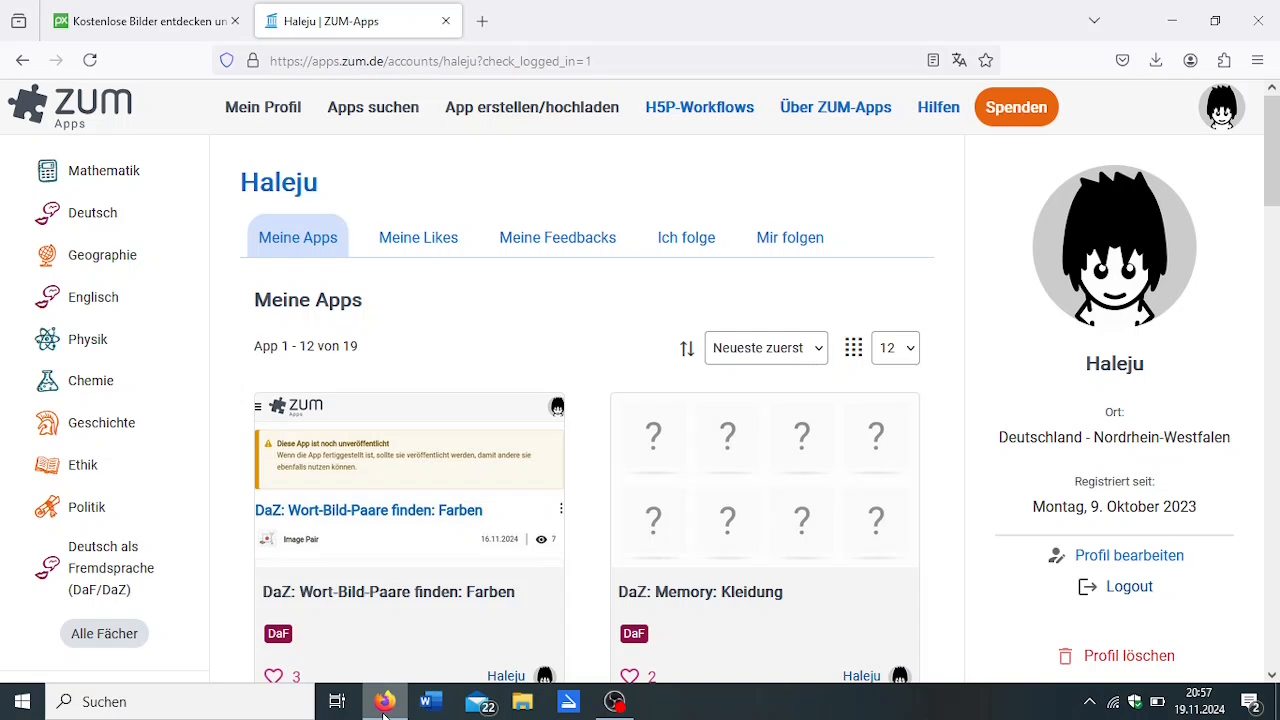 Kostenlose Bilder entdecken un
Haleju | ZUM-Apps
https://apps.zum.de/accounts/haleju?check_logged_in=1
ZUM
Apps
Mein Profil
Apps suchen
App erstellen/hochladen
H5P-Workflows
Über ZUM-Apps
Hilfen
Spenden
Mathematik
Deutsch
Geographie
Englisch
Physik
Chemie
Geschichte
Ethik
Politik
Deutsch als
Fremdsprache
(DaF/DaZ)
Alle Fächer
Haleju
Meine Apps
Meine Likes
Meine Feedbacks
Ich folge
Mir folgen
Meine Apps
App 1 - 12 von 19
Neueste zuerst
12
ZUM
Apps
Diese App ist noch unveröffentlicht
Wenn die App fertiggestellt ist, sollte sie veröffentlicht werden, damit andere sie
ebenfalls nutzen können.
DaZ: Wort-Bild-Paare finden: Farben
Image Pair
16.11.2024 | 7
DaZ: Wort-Bild-Paare finden: Farben
DaF
3
Haleju
? ? ? ?
? ? ? ?
DaZ: Memory: Kleidung
DaF
2
Haleju
Haleju
Ort:
Deutschland - Nordrhein-Westfalen
Registriert seit:
Montag, 9. Oktober 2023
Profil bearbeiten
Logout
Profil löschen
Suchen
22
20:57
19.11.2024
2